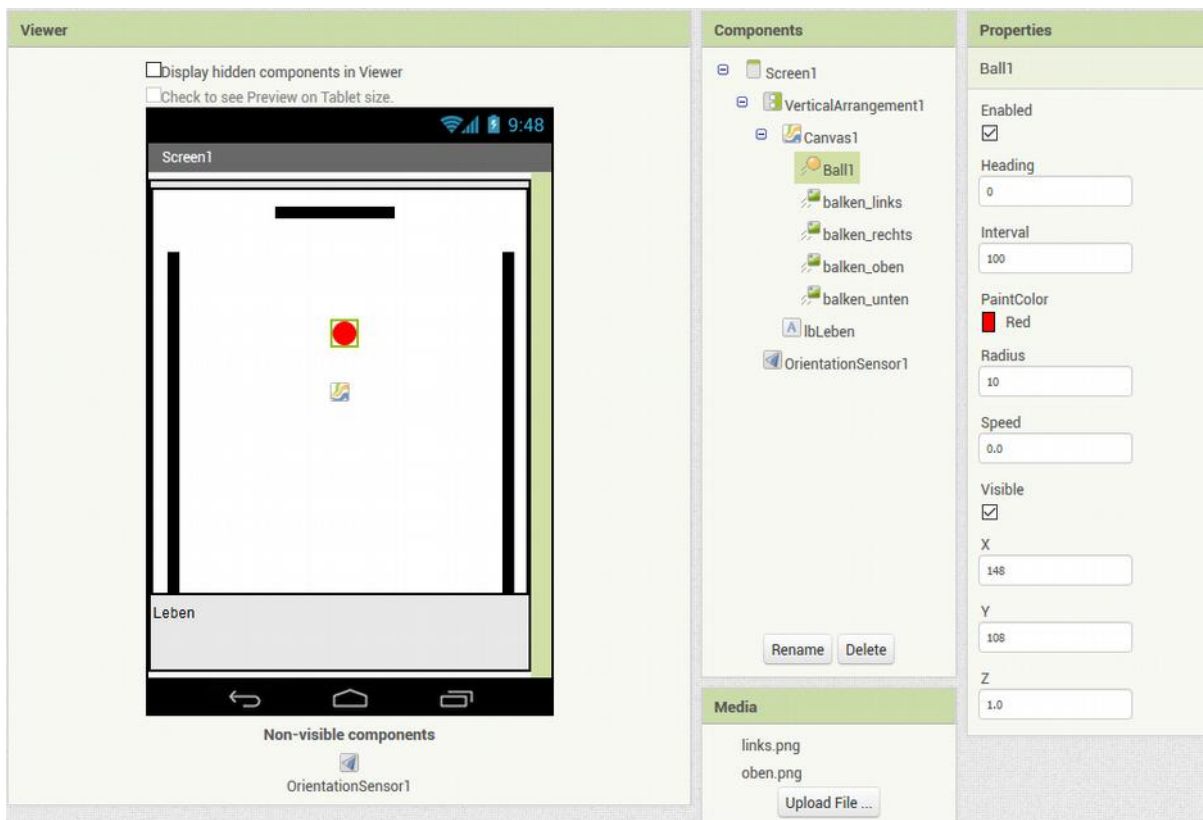 Viewer
Display hidden components in Viewer
Check to see Preview on Tablet size.
9:48
Screen1
Leben
Non-visible components
OrientationSensor1
Components
Screen1
VerticalArrangement1
Canvas1
Ball1
balken_links
balken_rechts
balken_oben
balken_unten
A lbLeben
OrientationSensor1
Rename Delete
Media
links.png
oben.png
Upload File ...
Properties
Ball1
Enabled
Heading
0
Interval
100
PaintColor
Red
Radius
10
Speed
0.0
Visible
X
148
Y
108
Z
1.0